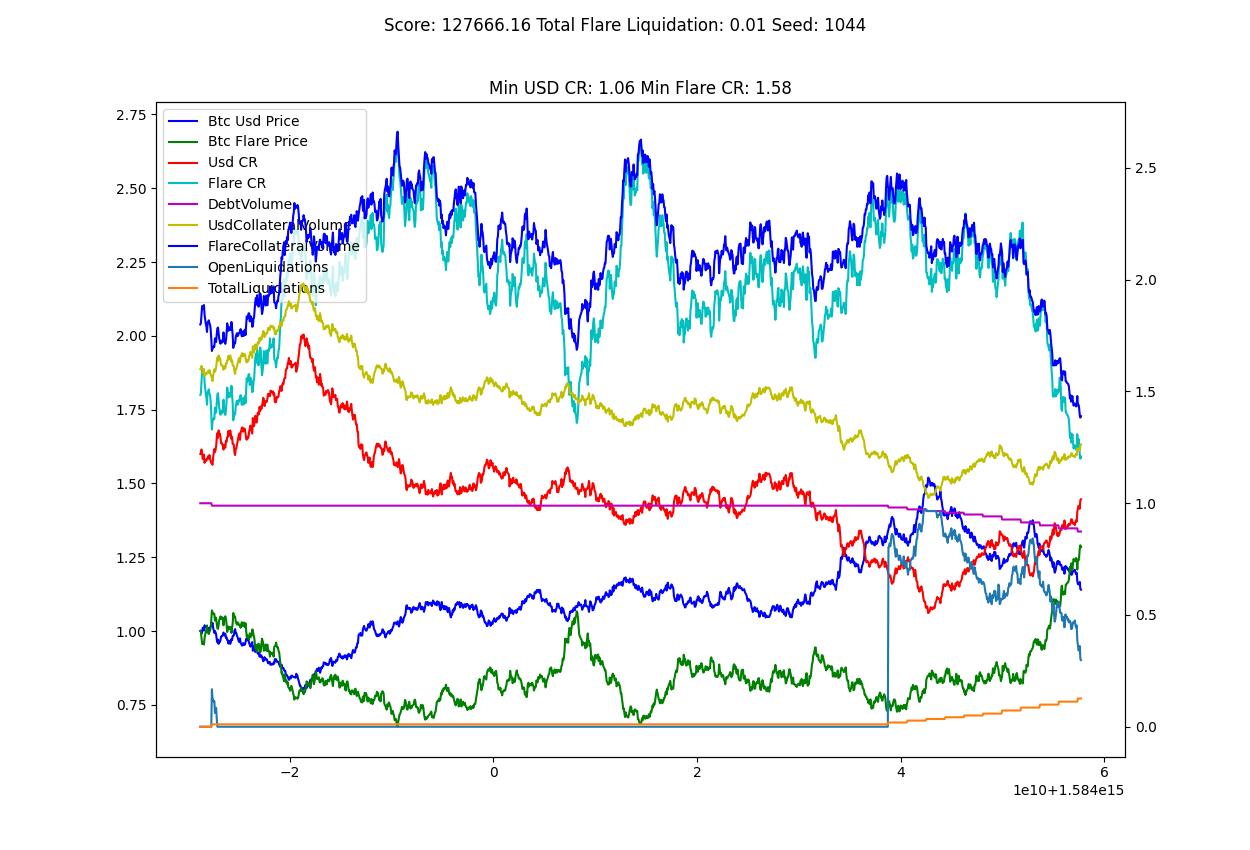 Score: 127666.16 Total Flare Liquidation: 0.01 Seed: 1044
Min USD CR: 1.06 Min Flare CR: 1.58
Btc Usd Price
Btc Flare Price
Usd CR
Flare CR
DebtVolume
UsdCollateralVolume
FlareCollateralVolume
OpenLiquidations
TotalLiquidations
2.75
2.50
2.25
2.00
1.75
1.50
1.25
1.00
0.75
2.5
2.0
1.5
1.0
0.5
0.0
−2
0
2
4
6
1e10+1.584e15